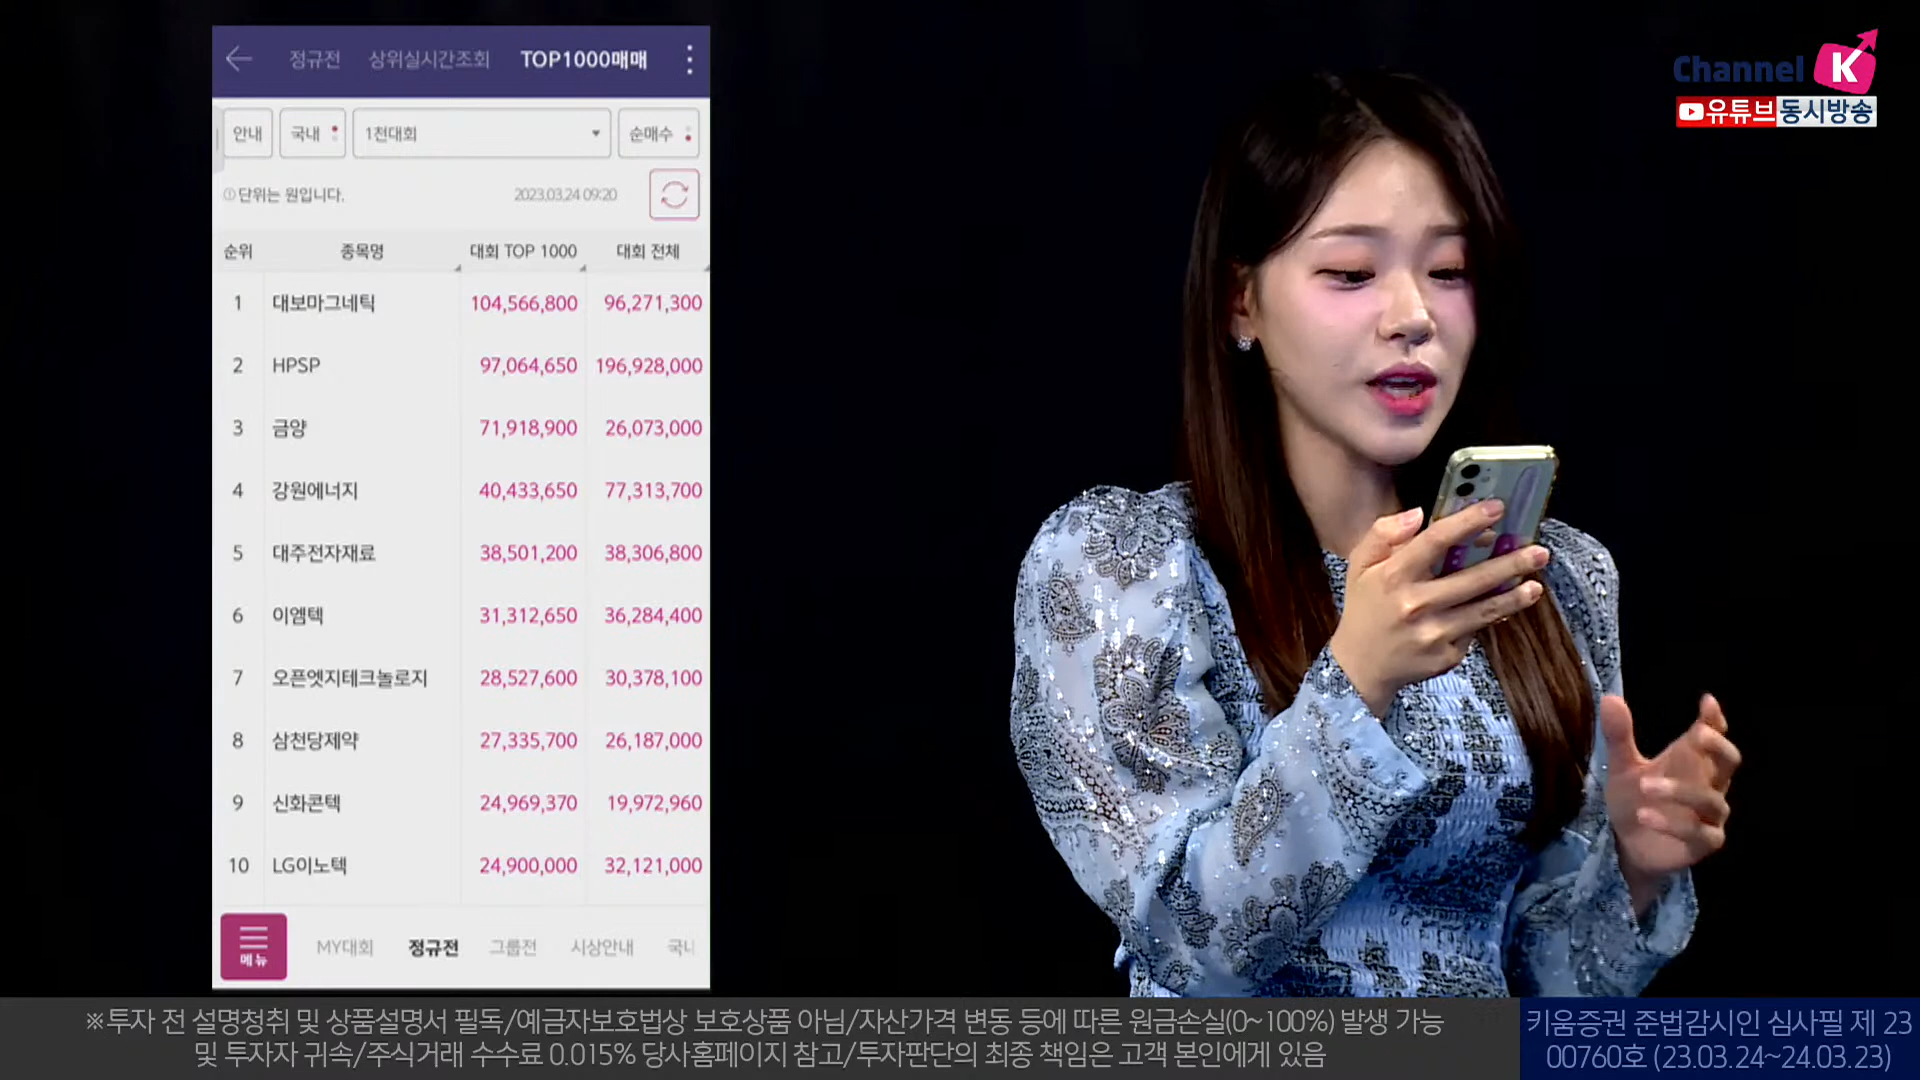 정규전 상위실시간조회 TOP1000매매
안내 국내 1천대회 순매수
단위는 원입니다. 2023.03.24 09:20
순위 종목명 대회 TOP 1000 대회 전체
1 대보마그네틱 104,566,800 96,271,300
2 HPSP 97,064,650 196,928,000
3 금양 71,918,900 26,073,000
4 강원에너지 40,433,650 77,313,700
5 대주전자재료 38,501,200 38,306,800
6 이엠텍 31,312,650 36,284,400
7 오픈엣지테크놀로지 28,527,600 30,378,100
8 삼천당제약 27,335,700 26,187,000
9 신화콘텍 24,969,370 19,972,960
10 LG이노텍 24,900,000 32,121,000
메뉴 MY대회 정규전 그룹전 시상안내
Channel K
유튜브동시방송
※투자 전 설명청취 및 상품설명서 필독/예금자보호법상 보호상품 아님/자산가격 변동 등에 따른 원금손실(0~100%) 발생 가능
및 투자자 귀속/주식거래 수수료 0.015% 당사홈페이지 참고/투자판단의 최종 책임은 고객 본인에게 있음
키움증권 준법감시인 심사필 제 23
00760호 (23.03.24~24.03.23)